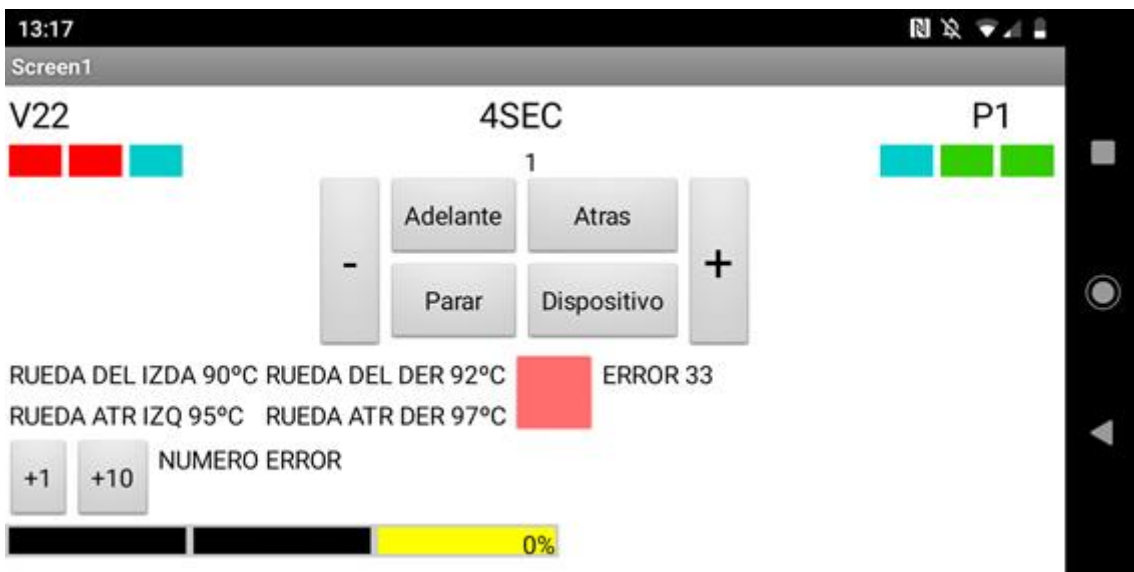 13:17
Screen1
V22 4SEC P1
1
- Adelante Atras +
Parar Dispositivo
RUEDA DEL IZDA 90ºC RUEDA DEL DER 92ºC ERROR 33
RUEDA ATR IZQ 95ºC RUEDA ATR DER 97ºC
+1 +10 NUMERO ERROR
0%